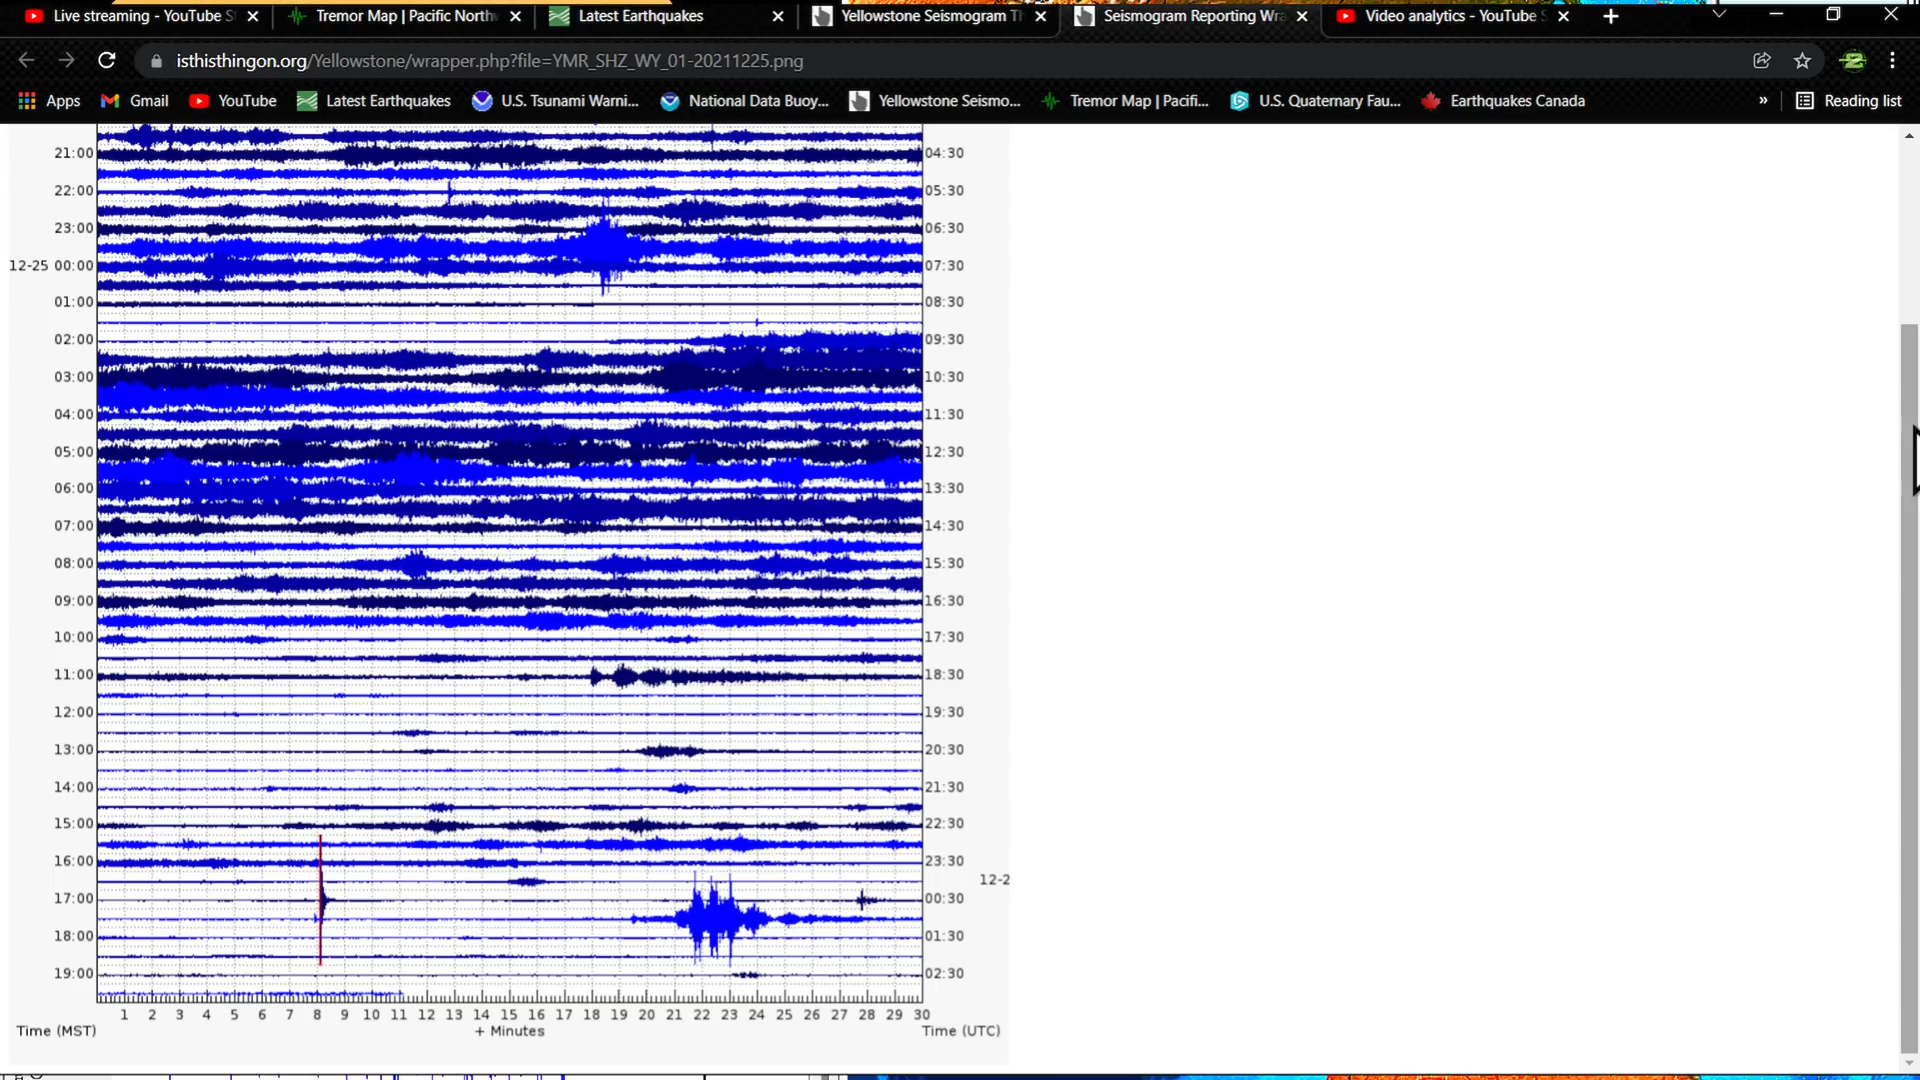 Live streaming - YouTube S
Tremor Map | Pacific Northw
Latest Earthquakes
Yellowstone Seismogram Th
Seismogram Reporting Wra
Video analytics - YouTube S
isthisthingon.org/Yellowstone/wrapper.php?file=YMR_SHZ_WY_01-20211225.png
Apps
Gmail
YouTube
Latest Earthquakes
U.S. Tsunami Warni...
National Data Buoy...
Yellowstone Seismo...
Tremor Map | Pacifi...
U.S. Quaternary Fau...
Earthquakes Canada
»
Reading list
21:00 04:30
22:00 05:30
23:00 06:30
12-25 00:00 07:30
01:00 08:30
02:00 09:30
03:00 10:30
04:00 11:30
05:00 12:30
06:00 13:30
07:00 14:30
08:00 15:30
09:00 16:30
10:00 17:30
11:00 18:30
12:00 19:30
13:00 20:30
14:00 21:30
15:00 22:30
16:00 23:30
12-2
17:00 00:30
18:00 01:30
19:00 02:30
1 2 3 4 5 6 7 8 9 10 11 12 13 14 15 16 17 18 19 20 21 22 23 24 25 26 27 28 29 30
Time (MST) + Minutes Time (UTC)